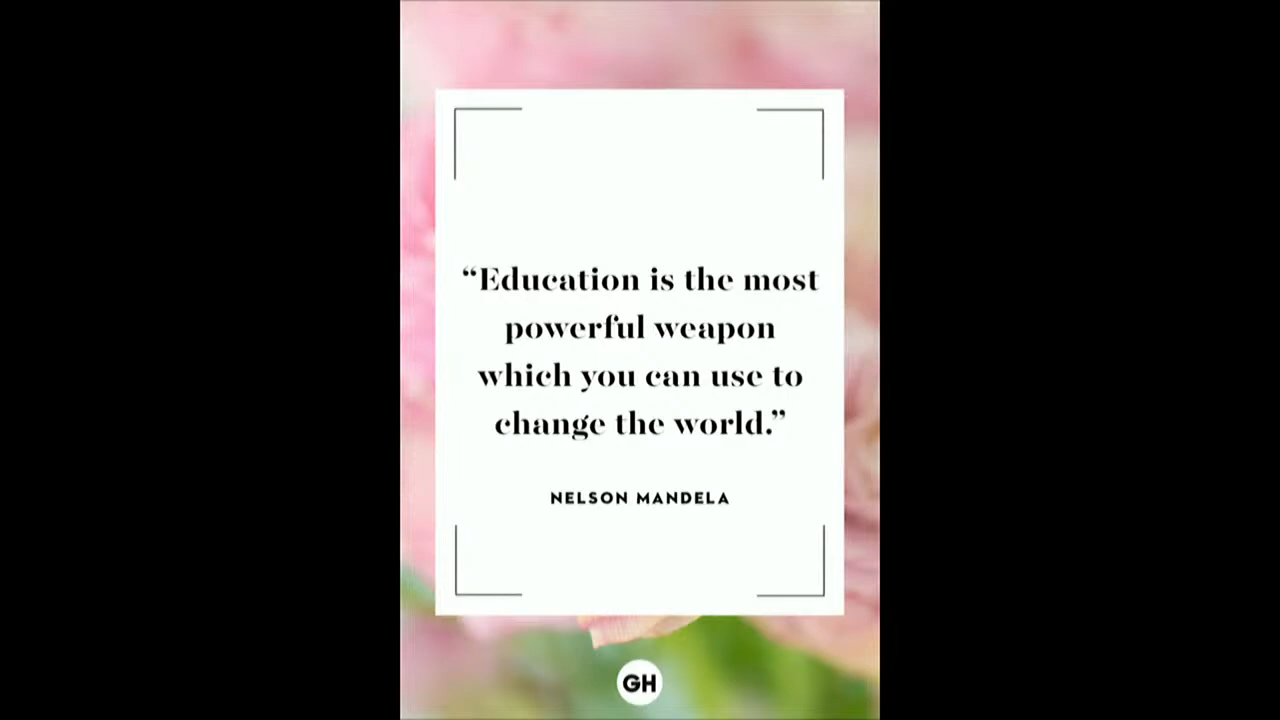 “Education is the most
powerful weapon
which you can use to
change the world.”
NELSON MANDELA
GH